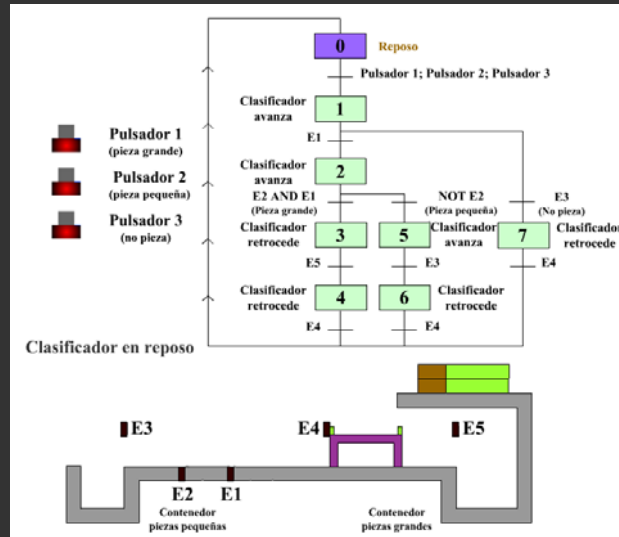 0
Reposo
Pulsador 1; Pulsador 2; Pulsador 3
Clasificador
avanza
1
Pulsador 1
(pieza grande)
E1
Pulsador 2
(pieza pequeña)
Clasificador
avanza
2
Pulsador 3
(no pieza)
E2 AND E1
(Pieza grande)
NOT E2
(Pieza pequeña)
E3
(No pieza)
Clasificador
retrocede
3
5
Clasificador
avanza
7
Clasificador
retrocede
E5
E3
E4
Clasificador
retrocede
4
6
Clasificador
retrocede
E4
E4
Clasificador en reposo
E3
E4
E5
E2
E1
Contenedor
piezas pequeñas
Contenedor
piezas grandes